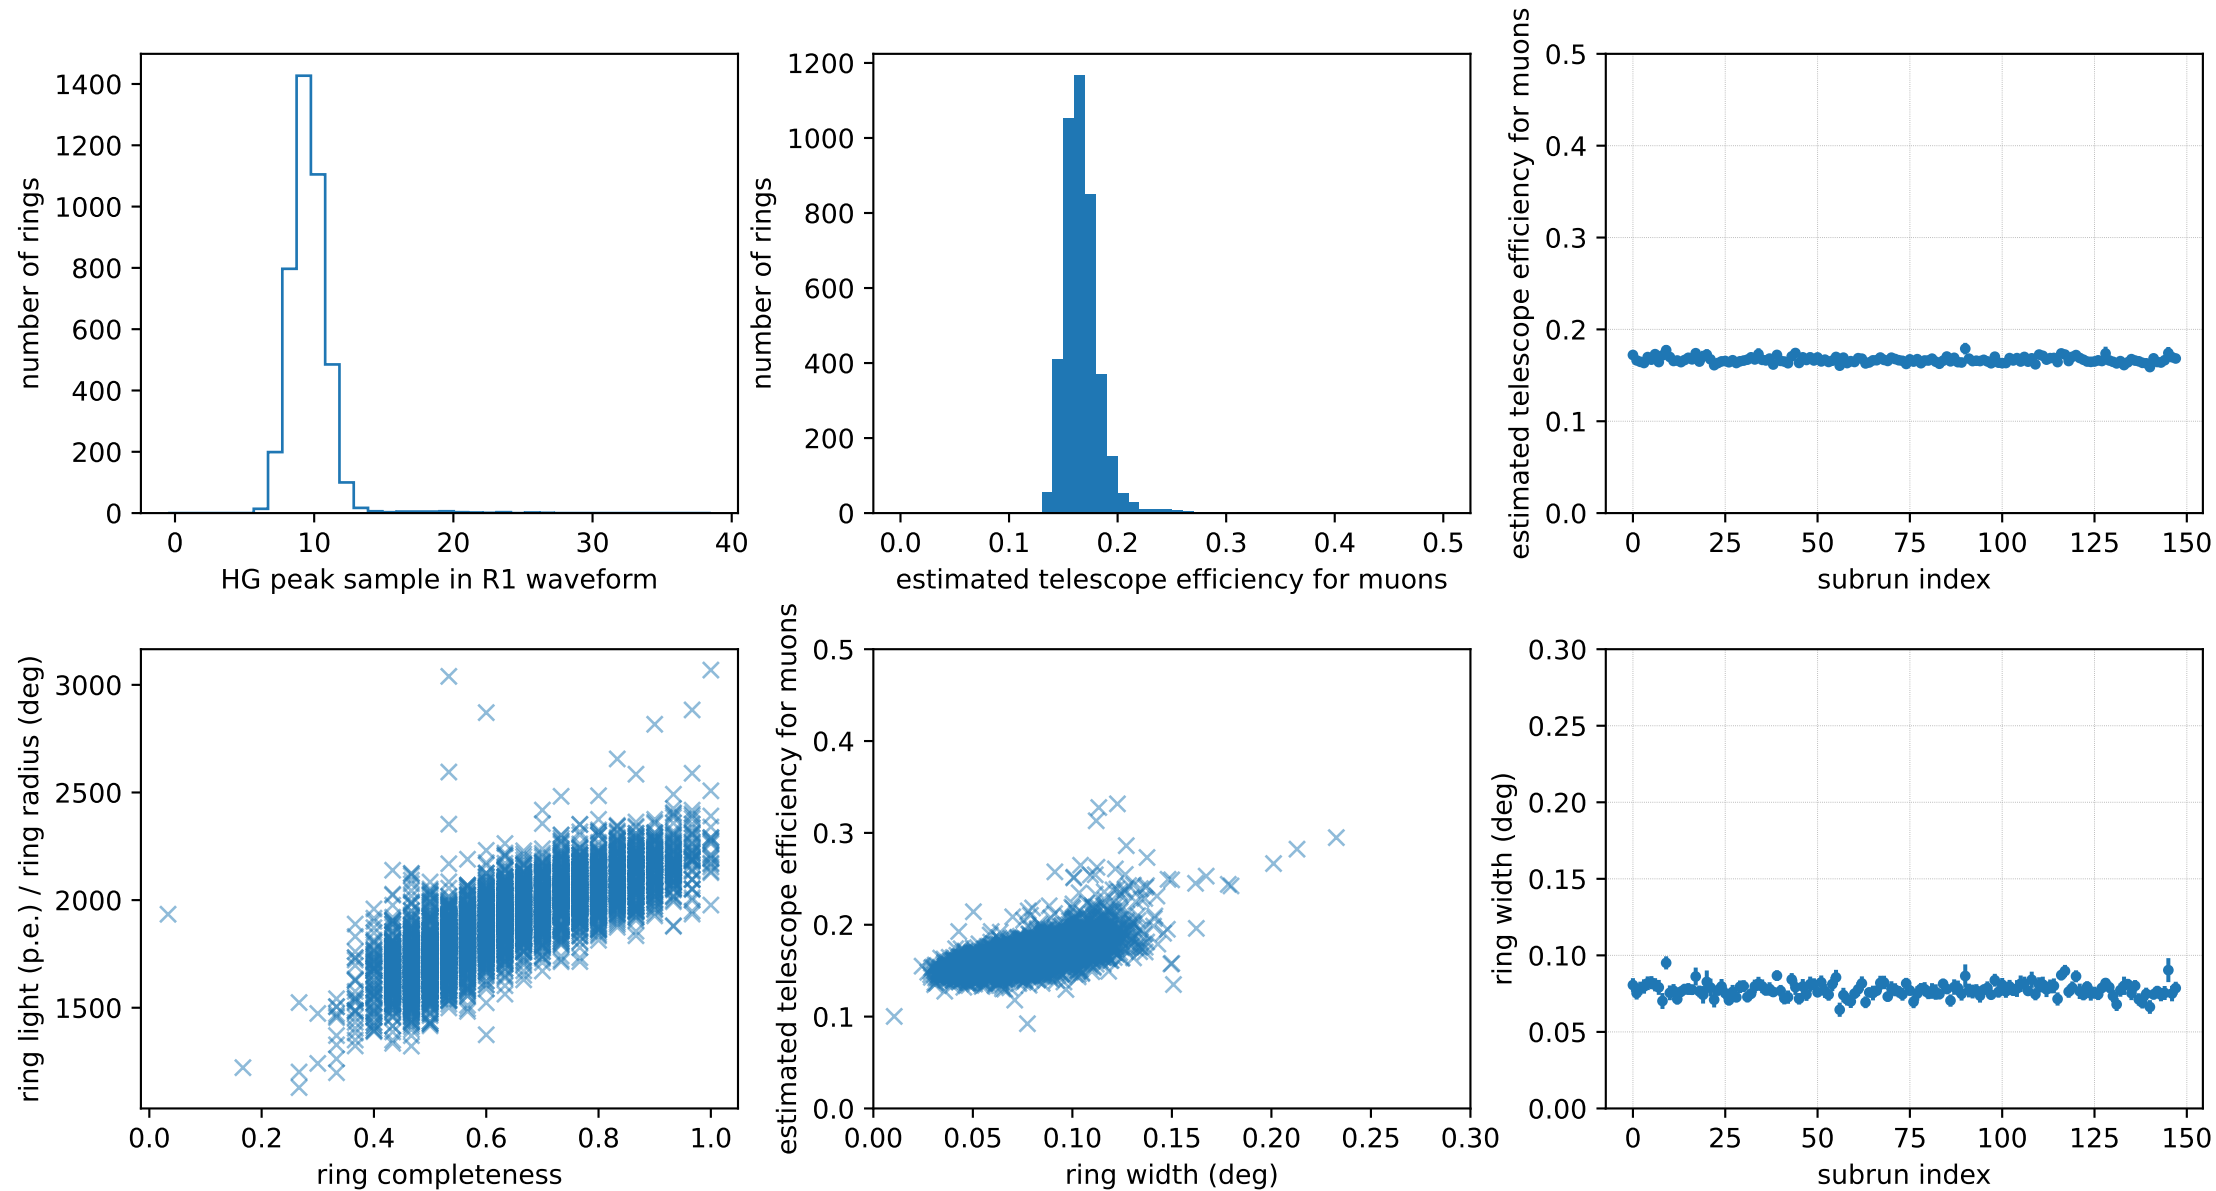 number of rings
1400
1200
1000
800
600
400
200
0
0 10 20 30 40
HG peak sample in R1 waveform
number of rings
1200
1000
800
600
400
200
0
0.0 0.1 0.2 0.3 0.4 0.5
estimated telescope efficiency for muons
estimated telescope efficiency for muons
0.5
0.4
0.3
0.2
0.1
0.0
0 25 50 75 100 125 150
subrun index
ring light (p.e.) / ring radius (deg)
3000
2500
2000
1500
0.0 0.2 0.4 0.6 0.8 1.0
ring completeness
estimated telescope efficiency for muons
0.5
0.4
0.3
0.2
0.1
0.0
0.00 0.05 0.10 0.15 0.20 0.25 0.30
ring width (deg)
ring width (deg)
0.30
0.25
0.20
0.15
0.10
0.05
0.00
0 25 50 75 100 125 150
subrun index